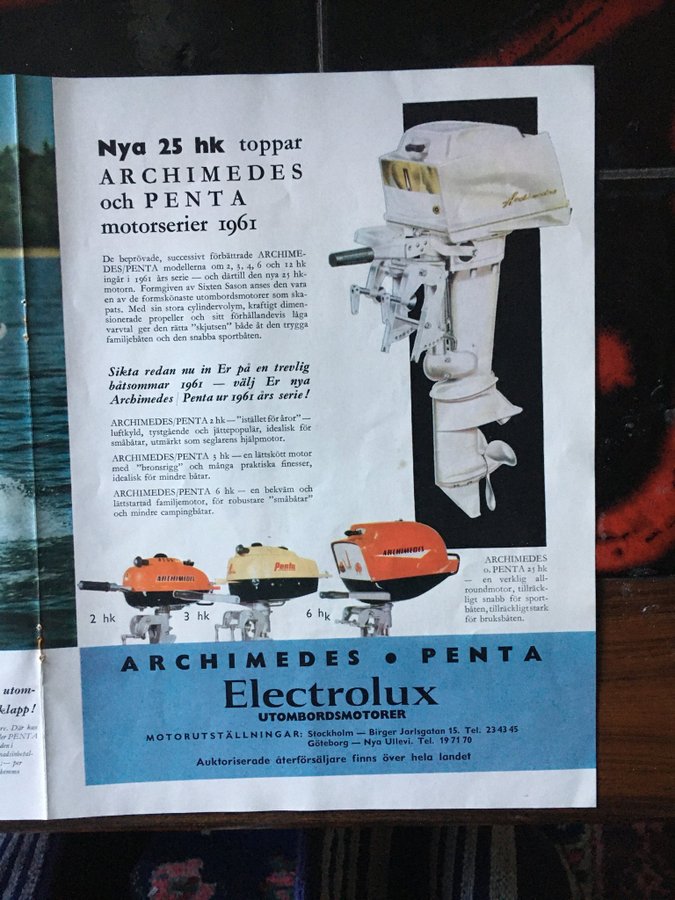 Nya 25 hk toppar
ARCHIMEDES
och PENTA
motorserier 1961
De beprövade, successivt förbättrade ARCHIME-
DES/PENTA modellerna om 2, 3, 4, 6 och 12 hk
ingår i 1961 års serie — och därtill den nya 25 hk-
motorn. Formgiven av Sixten Sason anses den vara
en av de formskönaste utombordsmotorer som ska-
pats. Med sin stora cylindervolym, kraftigt dimen-
sionerade propeller och sitt förhållandevis låga
varvtal ger den rätta "skjutsen" både åt den trygga
familjebåten och den snabba sportbåten.
Sikta redan nu in Er på en trevlig
båtsommar 1961 — välj Er nya
Archimedes / Penta ur 1961 års serie!
ARCHIMEDES/PENTA 2 hk — "istället för åror" —
luftkyld, tystgående och jättepopulär, idealisk för
småbåtar, utmärkt som seglarens hjälpmotor.
ARCHIMEDES/PENTA 3 hk — en lättskött motor
med "bronsrigg" och många praktiska finesser,
idealisk för mindre båtar.
ARCHIMEDES/PENTA 6 hk — en bekväm och
lättstartad familjemotor, för robustare "småbåtar"
och mindre campingbåtar.
Archimedes
ARCHIMEDES
Penta
ARCHIMEDES
2 hk
3 hk
6 hk
ARCHIMEDES
o. PENTA 25 hk
— en verklig all-
roundmotor, tillräck-
ligt snabb för sport-
båten, tillräckligt stark
för bruksbåten.
ARCHIMEDES • PENTA
Electrolux
UTOMBORDSMOTORER
MOTORUTSTÄLLNINGAR: Stockholm — Birger Jarlsgatan 15. Tel. 23 43 45
Göteborg — Nya Ullevi. Tel. 19 71 70
Auktoriserade återförsäljare finns över hela landet
utom-
klapp!
re. Där kan
ler PENTA
den i
:— per
hemma